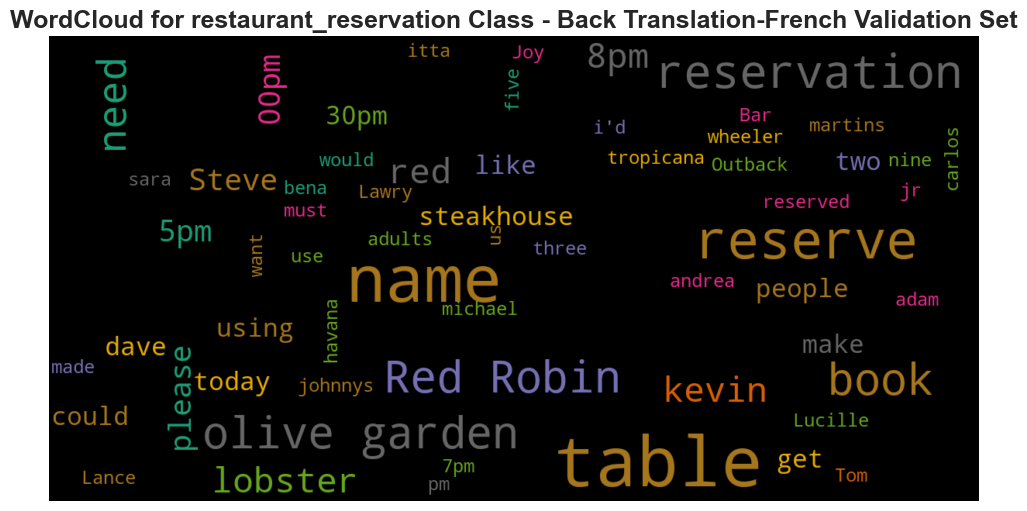 WordCloud for restaurant_reservation Class - Back Translation-French Validation Set
need
00pm
itta
Joy
8pm
reservation
five
30pm
i'd
Bar
wheeler
martins
carlos
would
red
like
tropicana
Outback
two
nine
sara
Steve
bena
Lawry
must
steakhouse
reserved
jr
5pm
want
use
adults
us
three
reserve
name
andrea
people
adam
havana
michael
using
dave
made
please
today
johnnys
Red Robin
kevin
make
book
could
olive garden
Lucille
Lance
lobster
7pm
pm
table
get
Tom